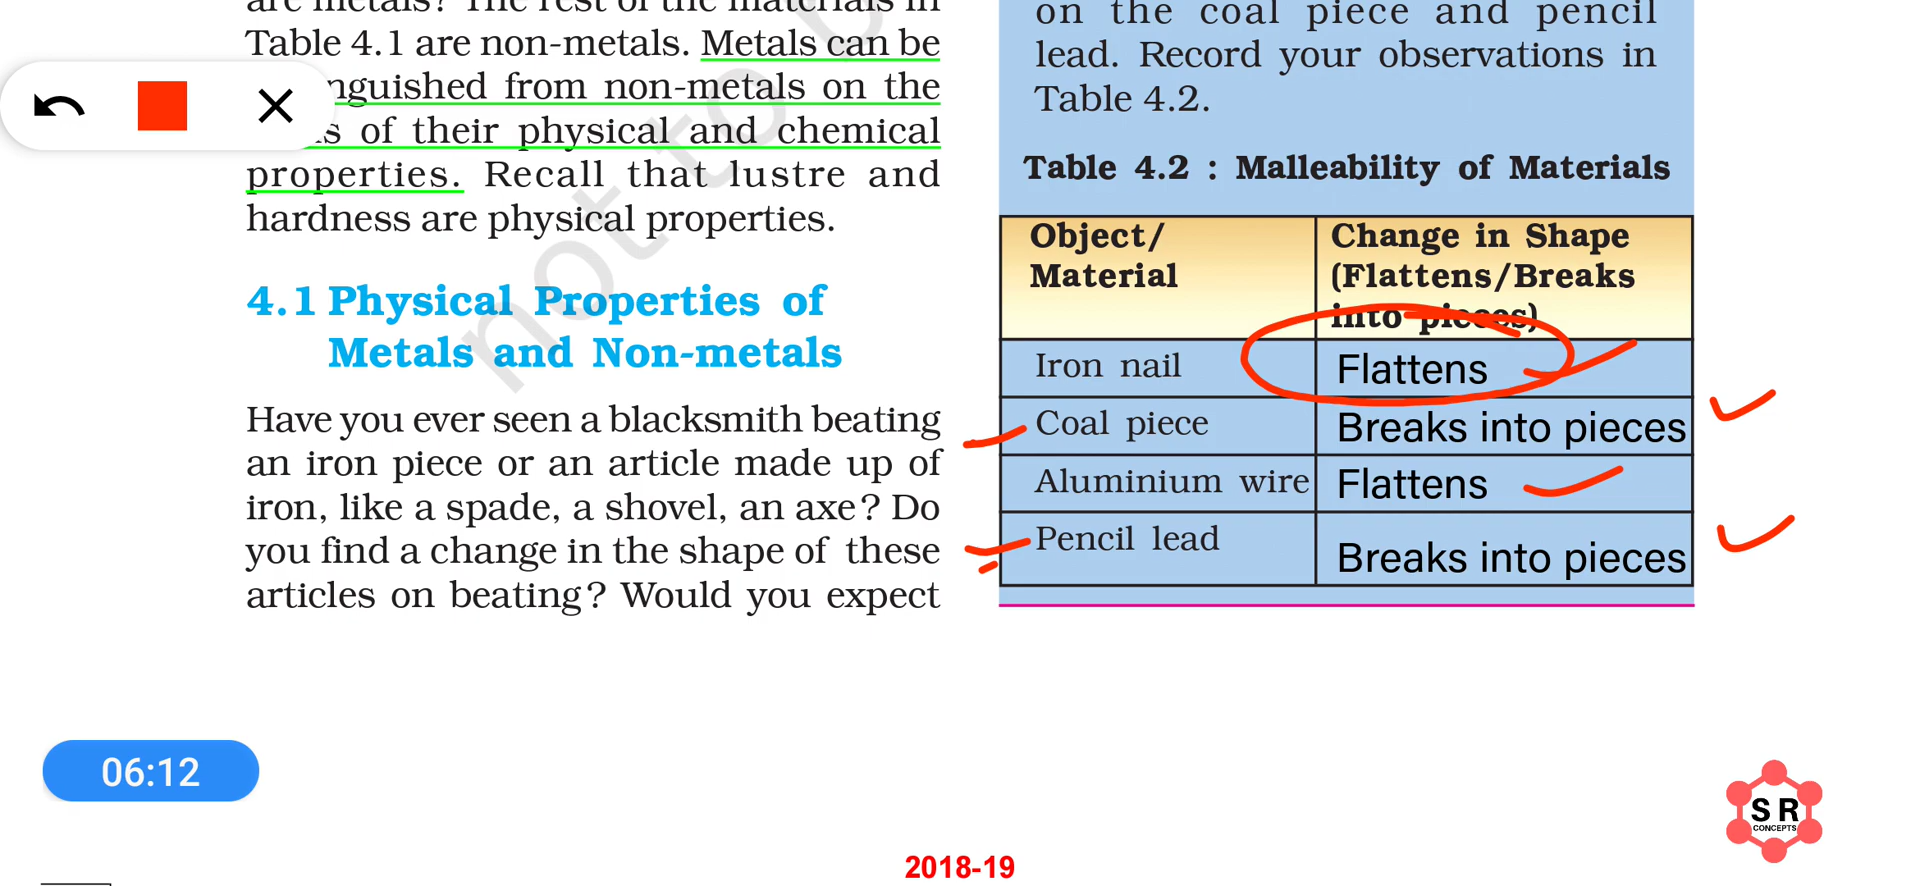 are metals? The rest of the materials in
Table 4.1 are non-metals. Metals can be
nguished from non-metals on the
s of their physical and chemical
properties. Recall that lustre and
hardness are physical properties.
4.1 Physical Properties of
Metals and Non-metals
Have you ever seen a blacksmith beating
an iron piece or an article made up of
iron, like a spade, a shovel, an axe? Do
you find a change in the shape of these
articles on beating? Would you expect
on the coal piece and pencil
lead. Record your observations in
Table 4.2.
Table 4.2 : Malleability of Materials
Object/
Material
Change in Shape
(Flattens/Breaks
into pieces)
Iron nail Flattens
Coal piece Breaks into pieces
Aluminium wire Flattens
Pencil lead Breaks into pieces
not to b
06:12
2018-19
S R
CONCEPTS